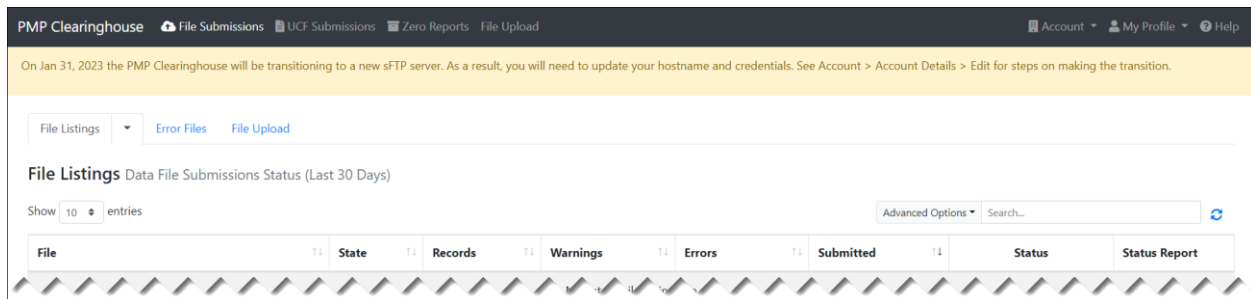 PMP Clearinghouse File Submissions UCF Submissions Zero Reports File Upload Account My Profile Help
On Jan 31, 2023 the PMP Clearinghouse will be transitioning to a new sFTP server. As a result, you will need to update your hostname and credentials. See Account > Account Details > Edit for steps on making the transition.
File Listings Error Files File Upload
File Listings Data File Submissions Status (Last 30 Days)
Show 10 entries Advanced Options Search...
File State Records Warnings Errors Submitted Status Status Report